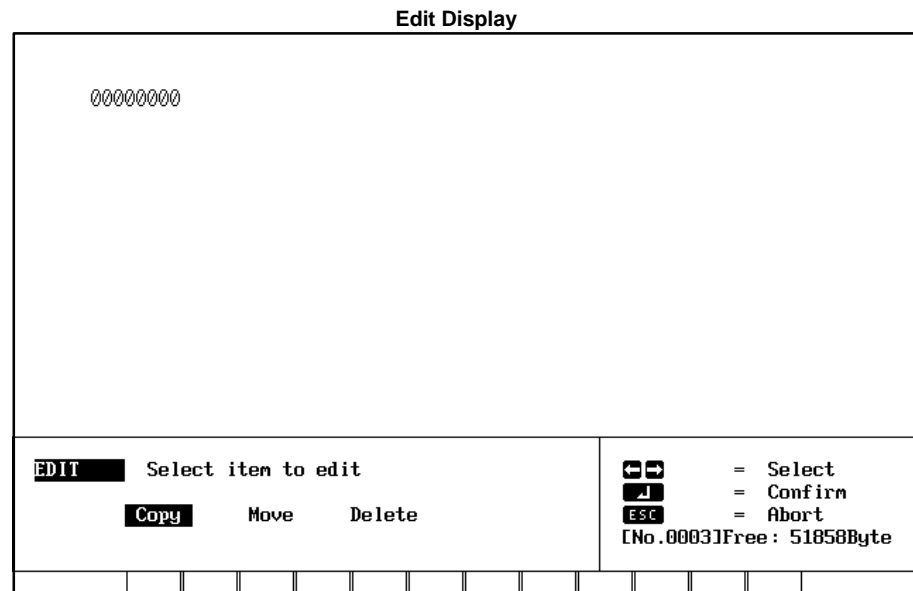 Edit Display
00000000
EDIT Select item to edit
Copy Move Delete
←→ = Select
↵ = Confirm
ESC = Abort
[No.0003]Free: 51858Byte